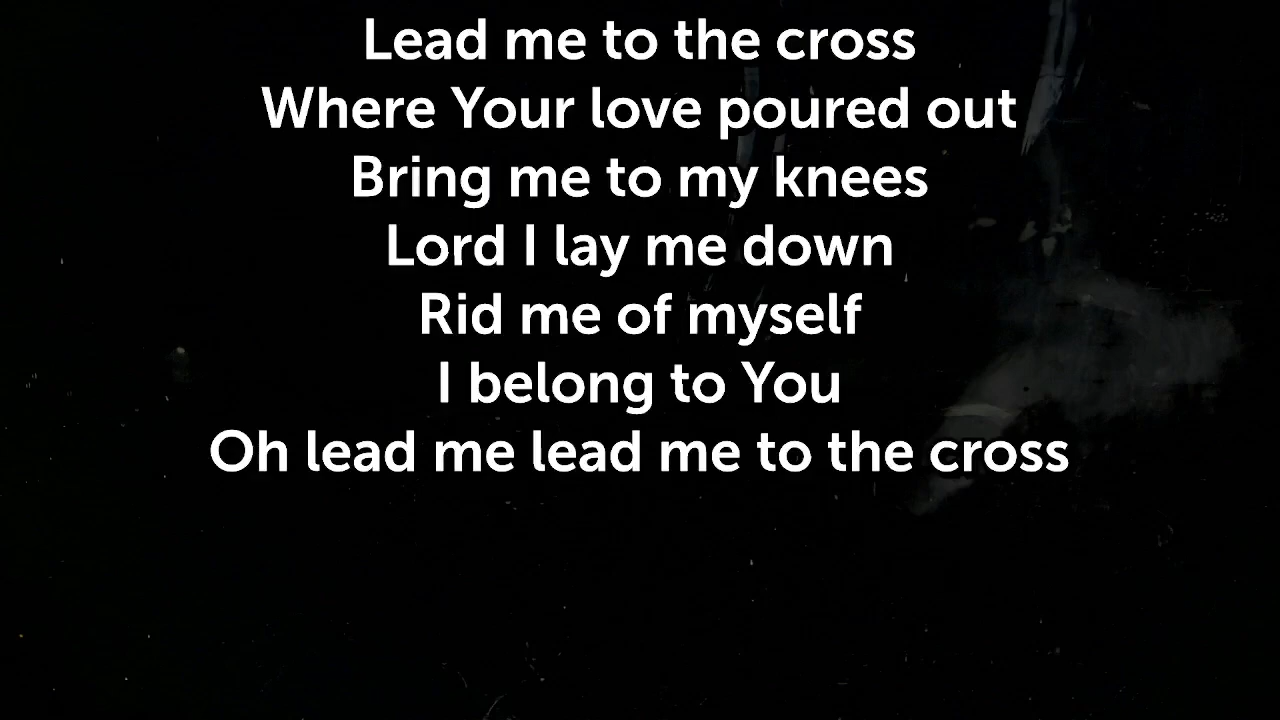 Lead me to the cross
Where Your love poured out
Bring me to my knees
Lord I lay me down
Rid me of myself
I belong to You
Oh lead me lead me to the cross